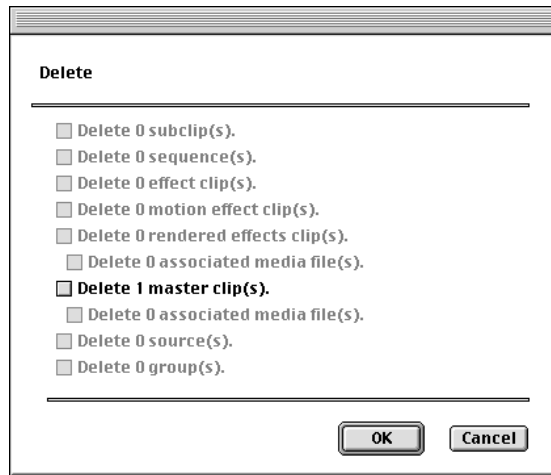 Delete
Delete 0 subclip(s).
Delete 0 sequence(s).
Delete 0 effect clip(s).
Delete 0 motion effect clip(s).
Delete 0 rendered effects clip(s).
Delete 0 associated media file(s).
Delete 1 master clip(s).
Delete 0 associated media file(s).
Delete 0 source(s).
Delete 0 group(s).
OK Cancel